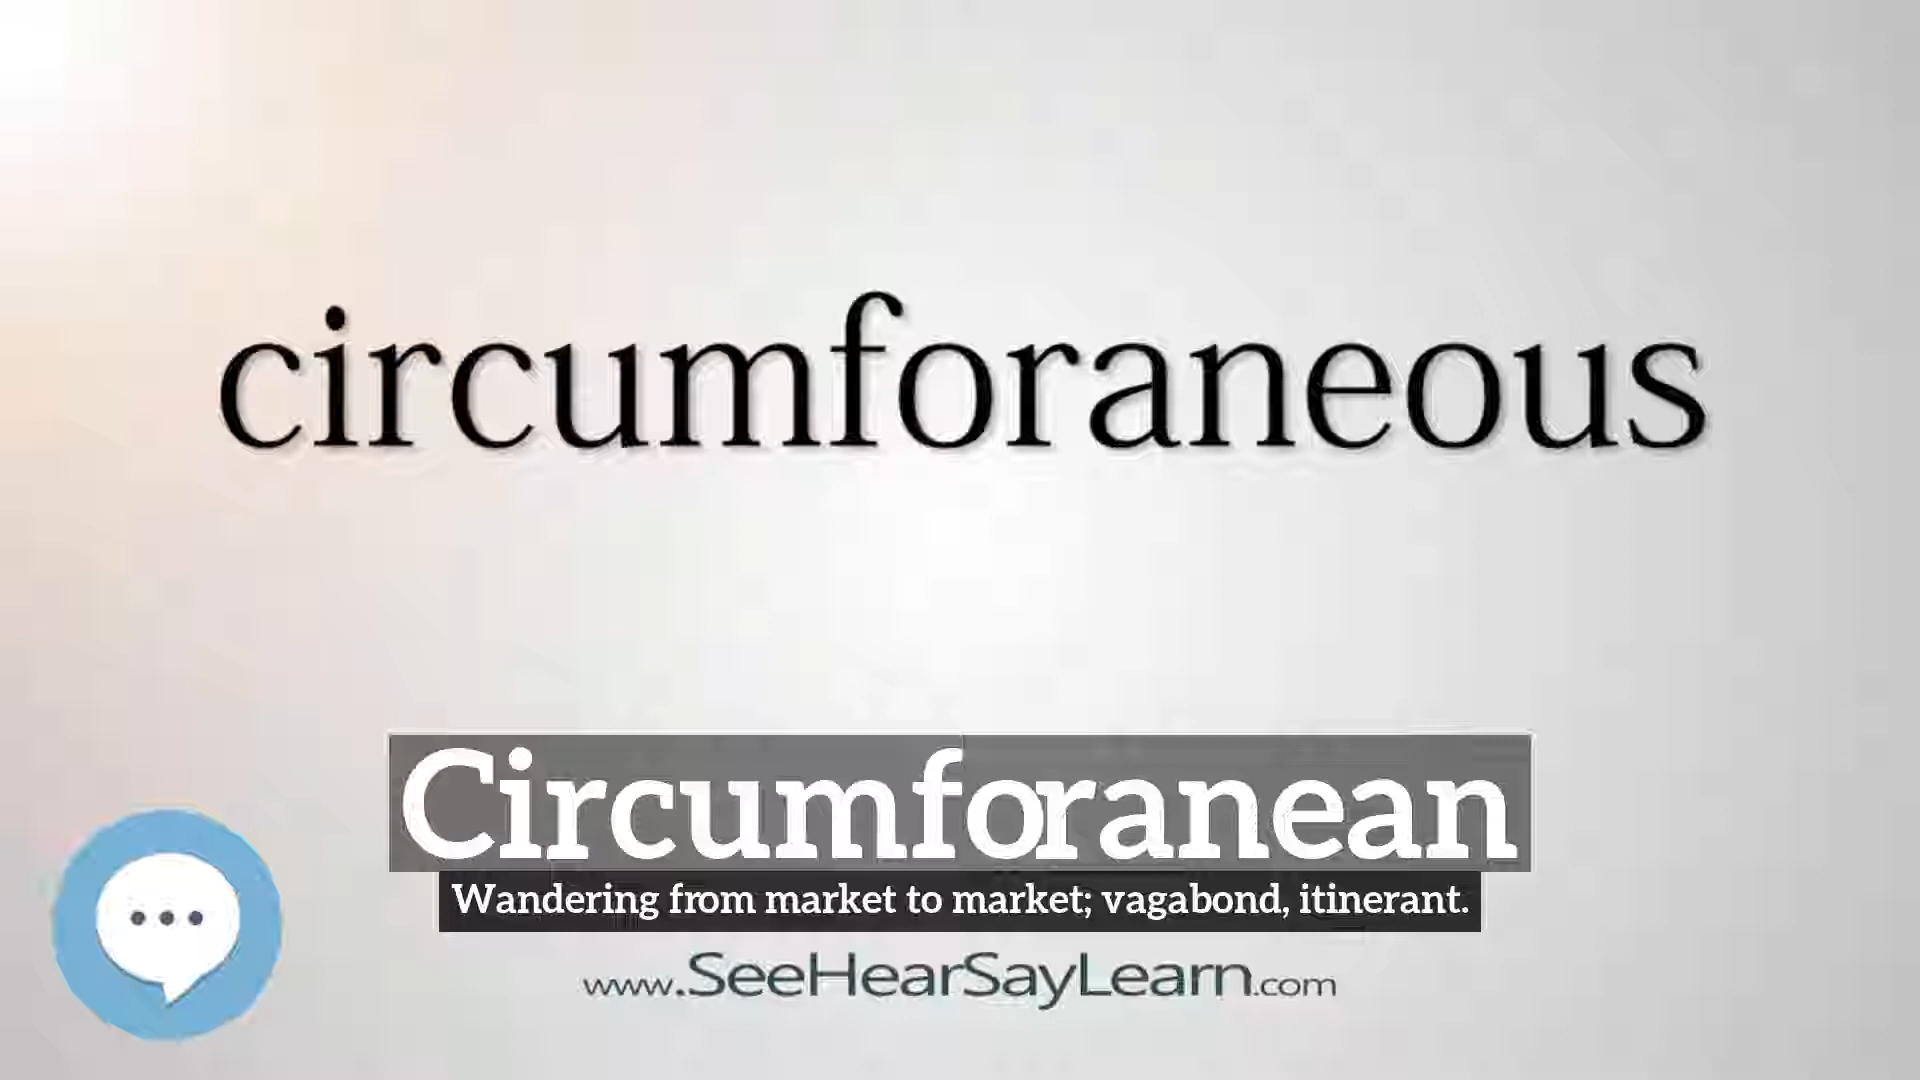 circumforaneous
Circumforanean
Wandering from market to market; vagabond, itinerant.
www.SeeHearSayLearn.com